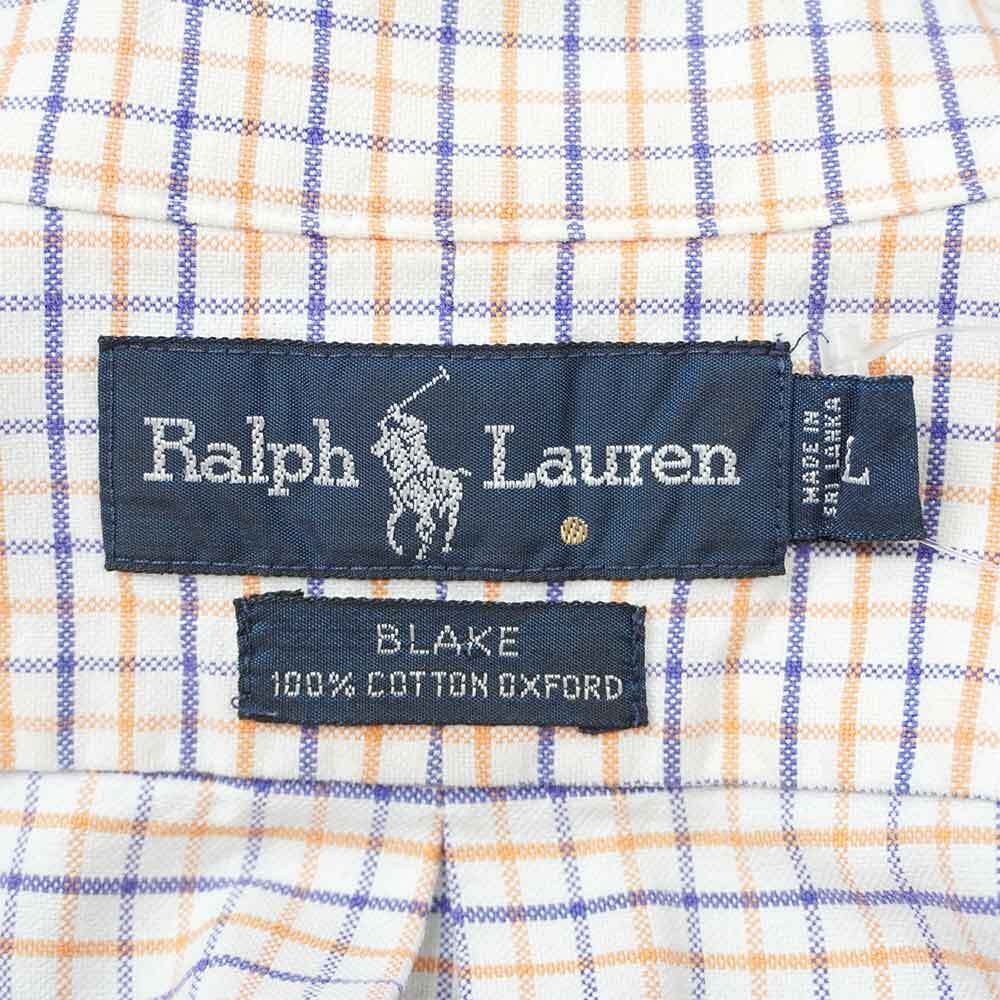 Ralph Lauren
MADE IN
SRI LANKA
L
BLAKE
100% COTTON OXFORD